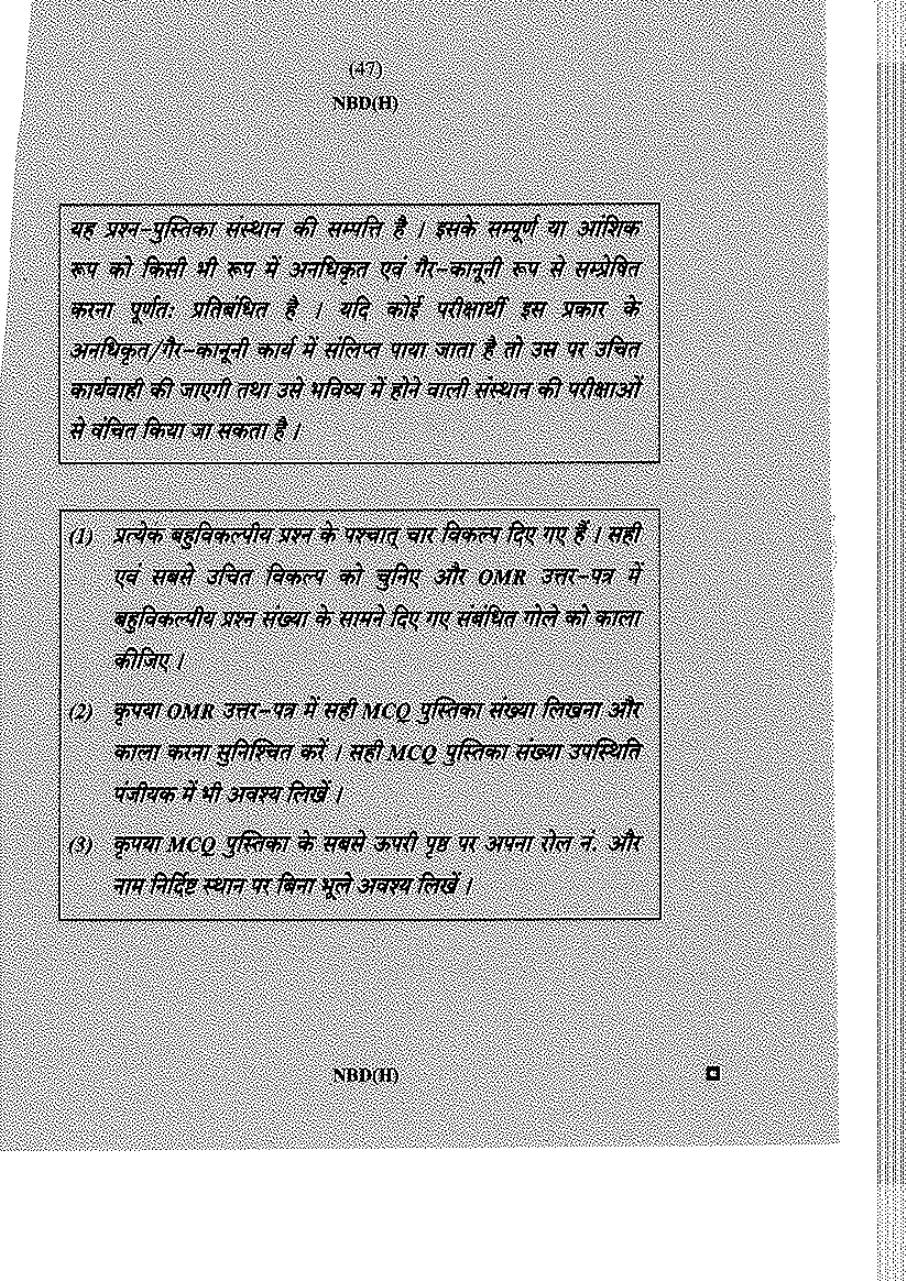 (47)
NBD(H)
यह प्रश्न-पुस्तिका संस्थान की सम्पत्ति है । इसके सम्पूर्ण या आंशिक
रूप को किसी भी रूप में अनधिकृत एवं गैर-कानूनी रूप से सम्प्रेषित
करना पूर्णतः प्रतिबंधित है । यदि कोई परीक्षार्थी इस प्रकार के
अनधिकृत/गैर-कानूनी कार्य में संलिप्त पाया जाता है तो उस पर उचित
कार्यवाही की जाएगी तथा उसे भविष्य में होने वाली संस्थान की परीक्षाओं
से वंचित किया जा सकता है ।
(1) प्रत्येक बहुविकल्पीय प्रश्न के पश्चात् चार विकल्प दिए गए हैं । सही
एवं सबसे उचित विकल्प को चुनिए और OMR उत्तर-पत्र में
बहुविकल्पीय प्रश्न संख्या के सामने दिए गए संबंधित गोले को काला
कीजिए ।
(2) कृपया OMR उत्तर-पत्र में सही MCQ पुस्तिका संख्या लिखना और
काला करना सुनिश्चित करें । सही MCQ पुस्तिका संख्या उपस्थिति
पंजीयक में भी अवश्य लिखें ।
(3) कृपया MCQ पुस्तिका के सबसे ऊपरी पृष्ठ पर अपना रोल नं. और
नाम निर्दिष्ट स्थान पर बिना भूले अवश्य लिखें ।
NBD(H)